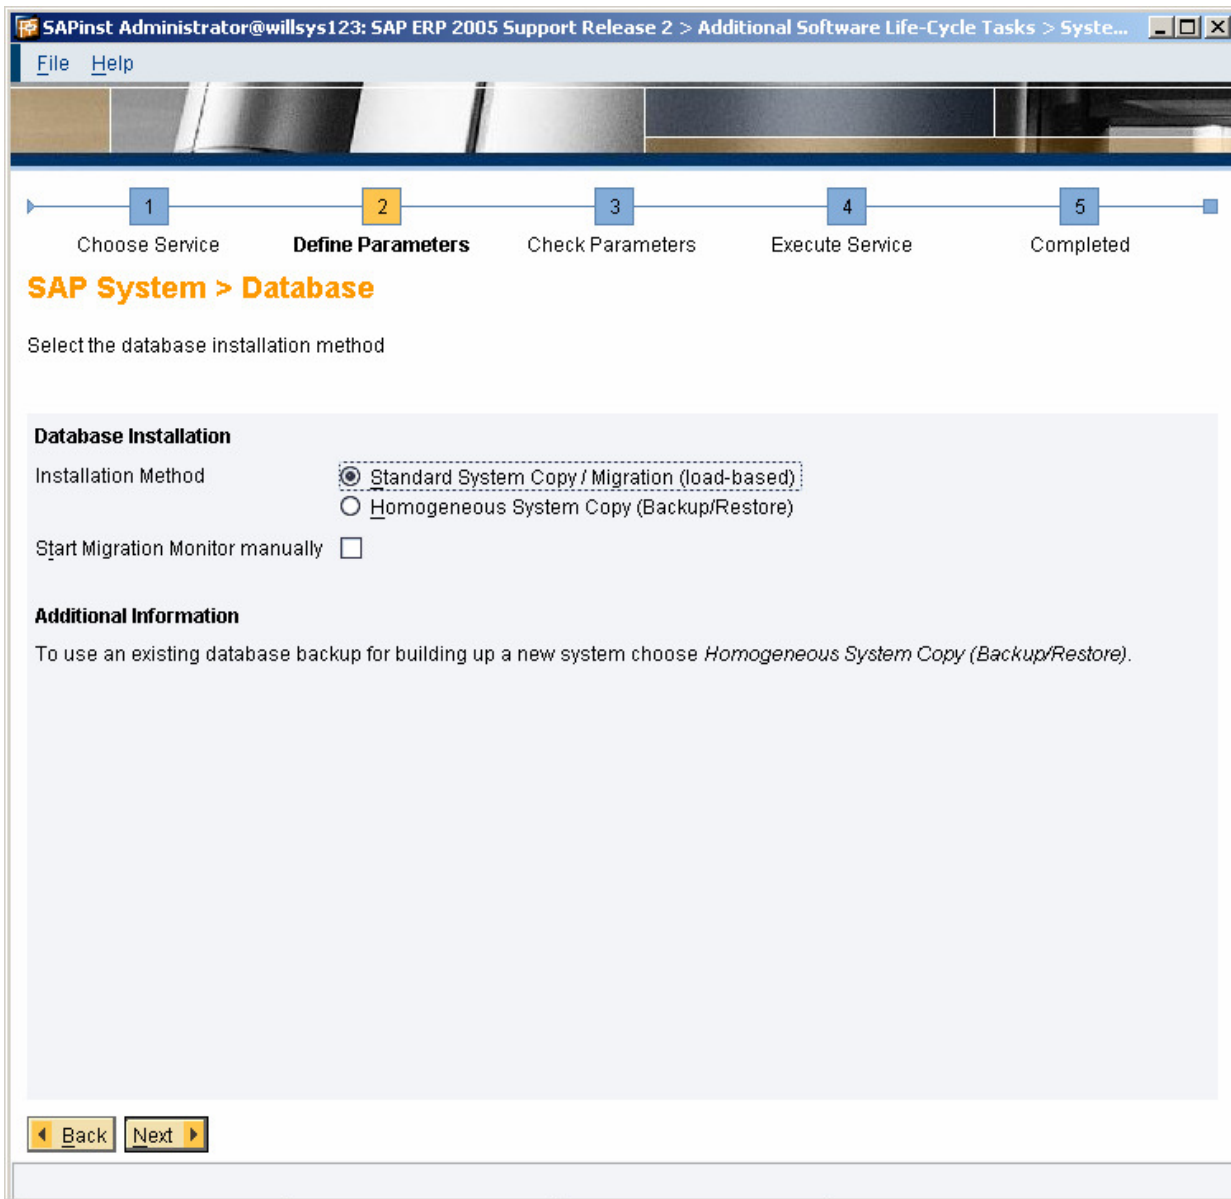 SAPinst Administrator@willsys123: SAP ERP 2005 Support Release 2 > Additional Software Life-Cycle Tasks > Syste...
File Help
1 2 3 4 5
Choose Service Define Parameters Check Parameters Execute Service Completed
SAP System > Database
Select the database installation method
Database Installation
Installation Method Standard System Copy / Migration (load-based)
Homogeneous System Copy (Backup/Restore)
Start Migration Monitor manually
Additional Information
To use an existing database backup for building up a new system choose Homogeneous System Copy (Backup/Restore).
Back Next